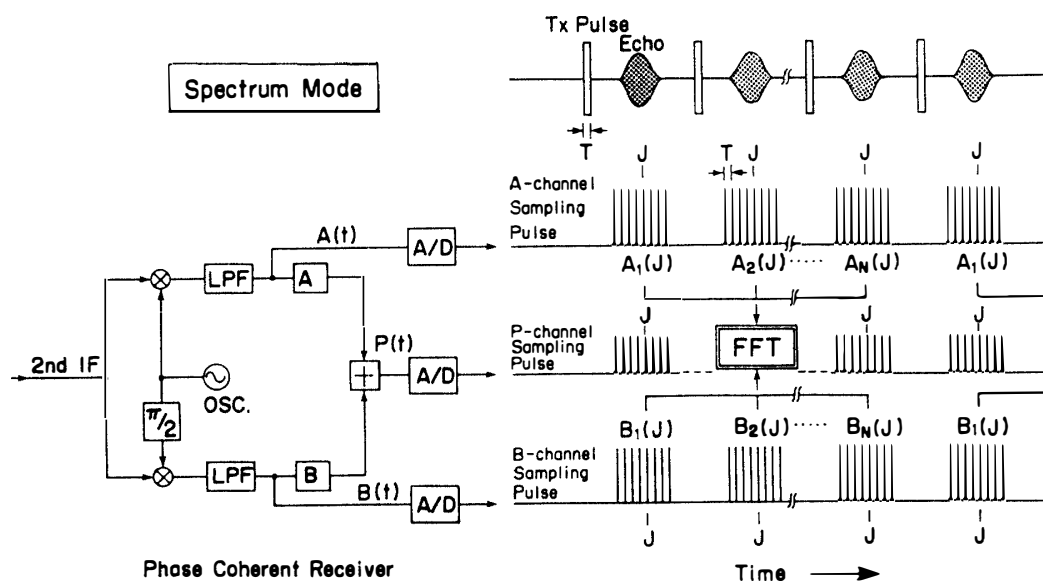 Tx Pulse
Echo
Spectrum Mode
T
J
T
J
J
J
A-channel
Sampling
Pulse
A(t)
A/D
LPF
A
A₁(J)
A₂(J)
·····
A_N(J)
A₁(J)
2nd IF
P(t)
A/D
P-channel
Sampling
Pulse
J
FFT
J
J
OSC.
π/2
B₁(J)
B₂(J)
·····
B_N(J)
B₁(J)
LPF
B
B(t)
A/D
B-channel
Sampling
Pulse
J
J
J
J
Phase Coherent Receiver
Time